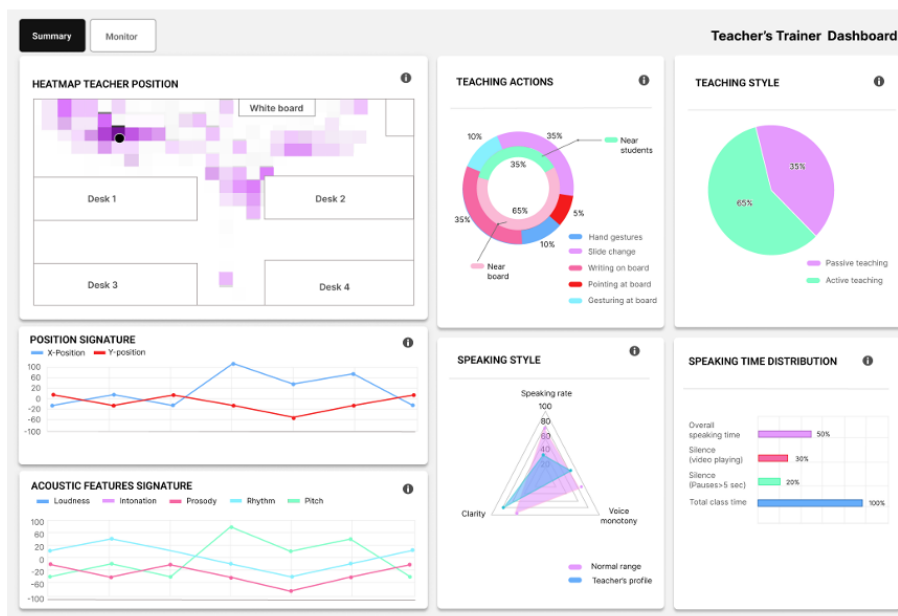 Summary
Monitor
Teacher's Trainer Dashboard
HEATMAP TEACHER POSITION
White board
Desk 1
Desk 2
Desk 3
Desk 4
TEACHING ACTIONS
10%
35%
Near
students
35%
35%
65%
5%
10%
Near
board
Hand gestures
Slide change
Writing on board
Pointing at board
Gesturing at board
TEACHING STYLE
35%
65%
Passive teaching
Active teaching
POSITION SIGNATURE
X-Position
Y-position
100
60
20
0
-20
-60
-100
SPEAKING STYLE
Speaking rate
100
80
60
40
20
Clarity
Voice
monotony
Normal range
Teacher's profile
SPEAKING TIME DISTRIBUTION
Overall
speaking time
50%
Silence
(video playing)
30%
Silence
(Pauses>5 sec)
20%
Total class time
100%
ACOUSTIC FEATURES SIGNATURE
Loudness
Intonation
Prosody
Rhythm
Pitch
100
60
20
0
-20
-60
-100